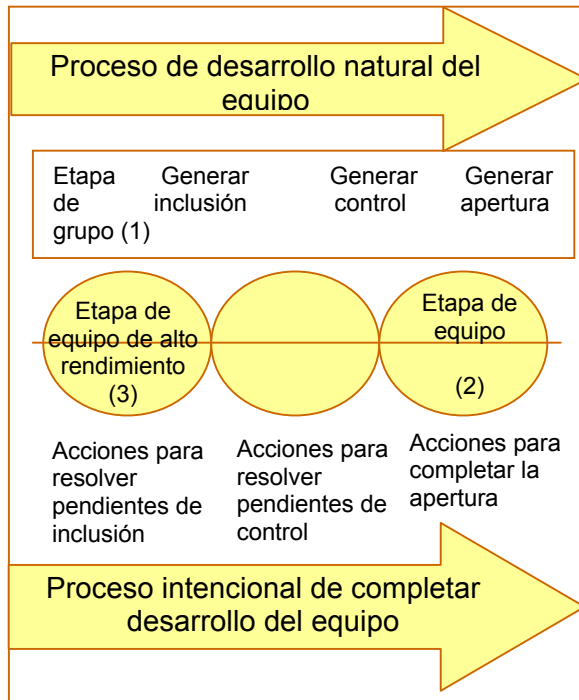 Proceso de desarrollo natural del
equipo
Etapa Generar Generar Generar
de inclusión control apertura
grupo (1)
Etapa de
equipo de alto
rendimiento
(3)
Etapa de
equipo
(2)
Acciones para
resolver
pendientes de
inclusión
Acciones para
resolver
pendientes de
control
Acciones para
completar la
apertura
Proceso intencional de completar
desarrollo del equipo